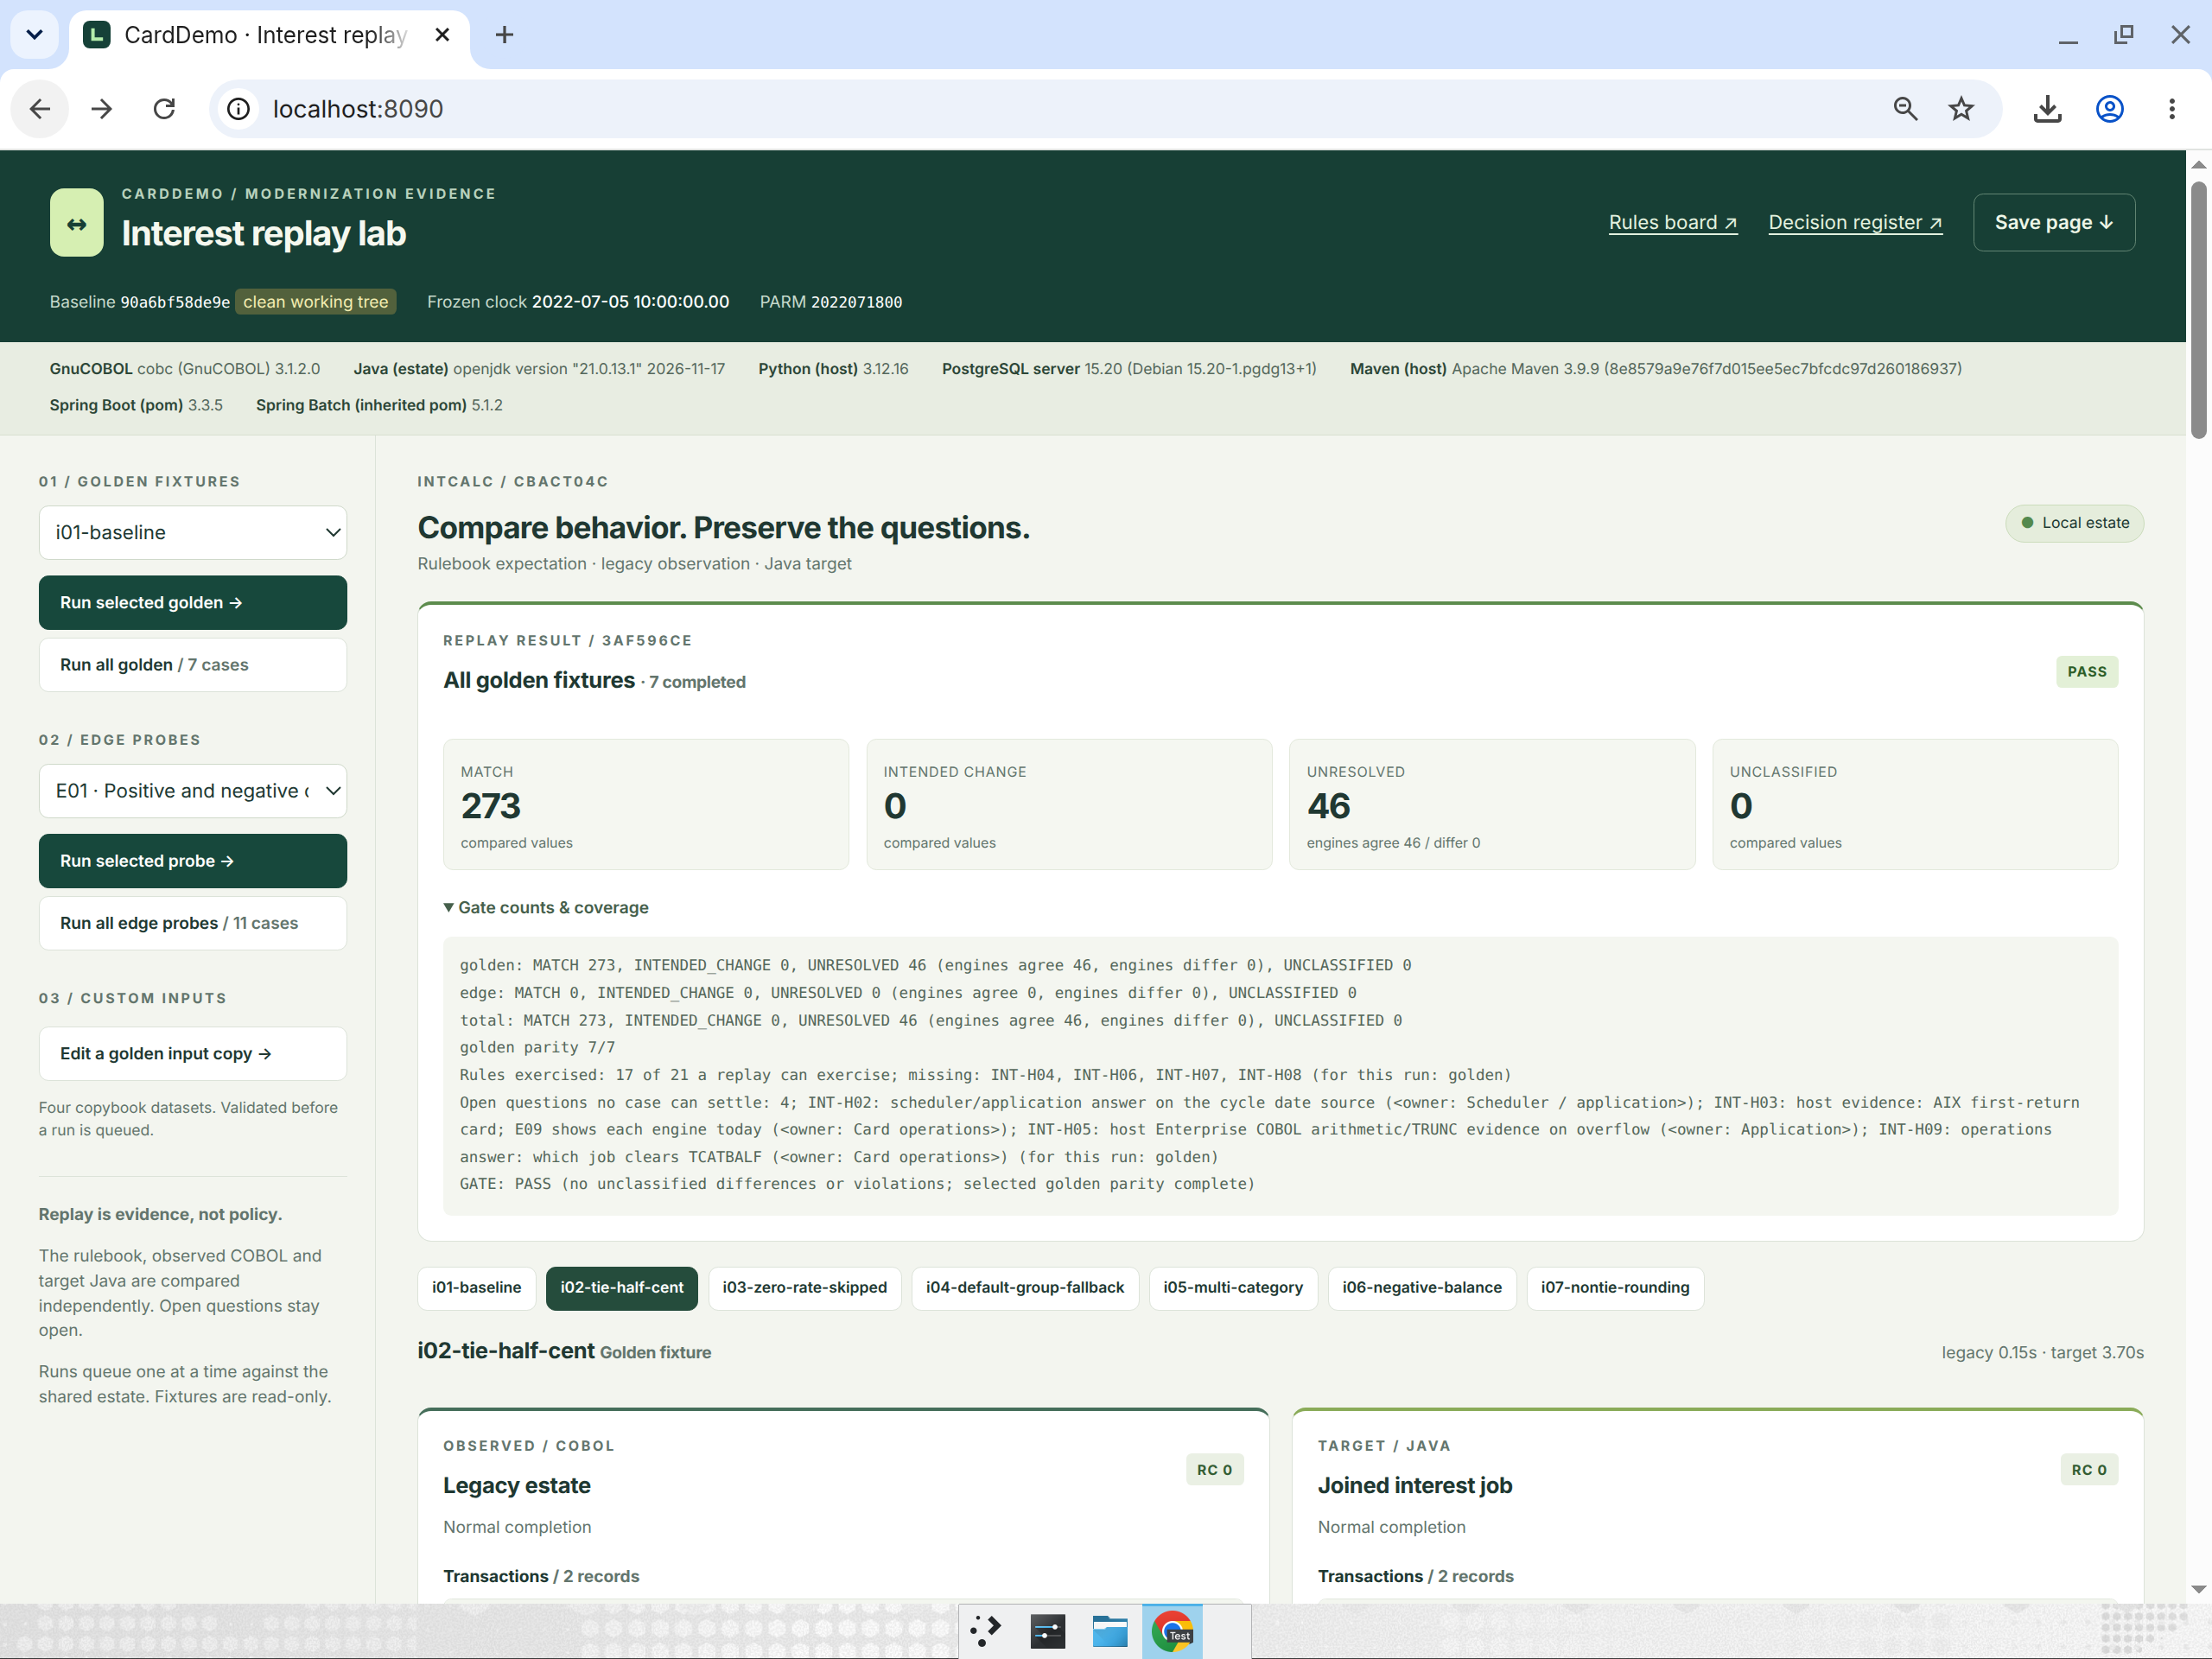 CardDemo · Interest replay
localhost:8090
CARDDEMO / MODERNIZATION EVIDENCE
Interest replay lab
Rules board ↗
Decision register ↗
Save page ↓
Baseline 90a6bf58de9e clean working tree
Frozen clock 2022-07-05 10:00:00.00
PARM 2022071800
GnuCOBOL cobc (GnuCOBOL) 3.1.2.0
Java (estate) openjdk version "21.0.13.1" 2026-11-17
Python (host) 3.12.16
PostgreSQL server 15.20 (Debian 15.20-1.pgdg13+1)
Maven (host) Apache Maven 3.9.9 (8e8579a9e76f7d015ee5ec7bfcdc97d260186937)
Spring Boot (pom) 3.3.5
Spring Batch (inherited pom) 5.1.2
01 / GOLDEN FIXTURES
i01-baseline
Run selected golden →
Run all golden / 7 cases
02 / EDGE PROBES
E01 · Positive and negative
Run selected probe →
Run all edge probes / 11 cases
03 / CUSTOM INPUTS
Edit a golden input copy →
Four copybook datasets. Validated before
a run is queued.
Replay is evidence, not policy.
The rulebook, observed COBOL and
target Java are compared
independently. Open questions stay
open.
Runs queue one at a time against the
shared estate. Fixtures are read-only.
INTCALC / CBACT04C
Compare behavior. Preserve the questions.
Rulebook expectation · legacy observation · Java target
Local estate
REPLAY RESULT / 3AF596CE
All golden fixtures · 7 completed
PASS
MATCH
273
compared values
INTENDED CHANGE
0
compared values
UNRESOLVED
46
engines agree 46 / differ 0
UNCLASSIFIED
0
compared values
▼ Gate counts & coverage
golden: MATCH 273, INTENDED_CHANGE 0, UNRESOLVED 46 (engines agree 46, engines differ 0), UNCLASSIFIED 0
edge: MATCH 0, INTENDED_CHANGE 0, UNRESOLVED 0 (engines agree 0, engines differ 0), UNCLASSIFIED 0
total: MATCH 273, INTENDED_CHANGE 0, UNRESOLVED 46 (engines agree 46, engines differ 0), UNCLASSIFIED 0
golden parity 7/7
Rules exercised: 17 of 21 a replay can exercise; missing: INT-H04, INT-H06, INT-H07, INT-H08 (for this run: golden)
Open questions no case can settle: 4; INT-H02: scheduler/application answer on the cycle date source (<owner: Scheduler / application>); INT-H03: host evidence: AIX first-return
card; E09 shows each engine today (<owner: Card operations>); INT-H05: host Enterprise COBOL arithmetic/TRUNC evidence on overflow (<owner: Application>); INT-H09: operations
answer: which job clears TCATBALF (<owner: Card operations>) (for this run: golden)
GATE: PASS (no unclassified differences or violations; selected golden parity complete)
i01-baseline
i02-tie-half-cent
i03-zero-rate-skipped
i04-default-group-fallback
i05-multi-category
i06-negative-balance
i07-nontie-rounding
i02-tie-half-cent Golden fixture
legacy 0.15s · target 3.70s
OBSERVED / COBOL
Legacy estate
RC 0
Normal completion
Transactions / 2 records
TARGET / JAVA
Joined interest job
RC 0
Normal completion
Transactions / 2 records
Test